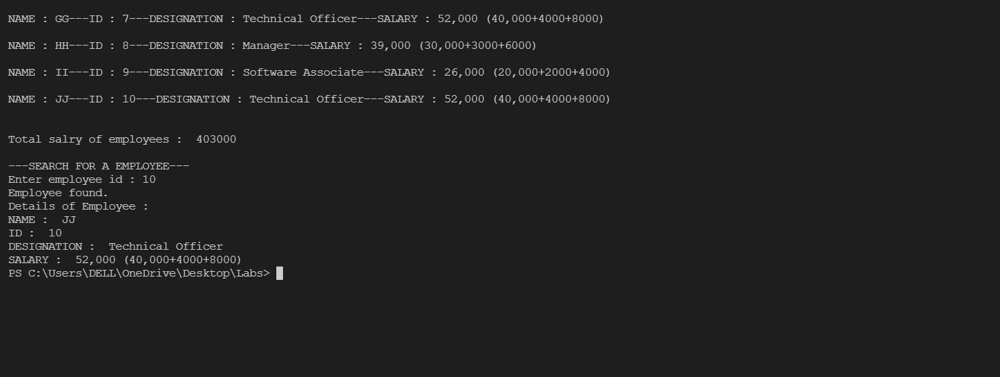 NAME : GG---ID : 7---DESIGNATION : Technical Officer---SALARY : 52,000 (40,000+4000+8000)
NAME : HH---ID : 8---DESIGNATION : Manager---SALARY : 39,000 (30,000+3000+6000)
NAME : II---ID : 9---DESIGNATION : Software Associate---SALARY : 26,000 (20,000+2000+4000)
NAME : JJ---ID : 10---DESIGNATION : Technical Officer---SALARY : 52,000 (40,000+4000+8000)
Total salry of employees :  403000
---SEARCH FOR A EMPLOYEE---
Enter employee id : 10
Employee found.
Details of Employee :
NAME :  JJ
ID :  10
DESIGNATION :  Technical Officer
SALARY :  52,000 (40,000+4000+8000)
PS C:\Users\DELL\OneDrive\Desktop\Labs>